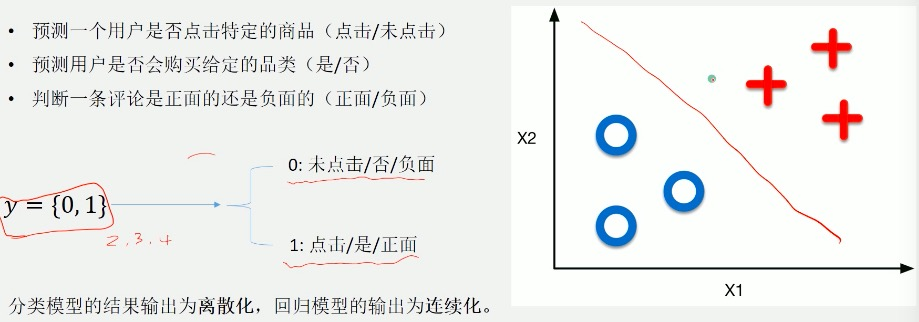 • 预测一个用户是否点击特定的商品（点击/未点击）
• 预测用户是否会购买给定的品类（是/否）
• 判断一条评论是正面的还是负面的（正面/负面）
0: 未点击/否/负面
y = {0, 1}
2.3.4
1: 点击/是/正面
分类模型的结果输出为离散化，回归模型的输出为连续化。
X2
X1